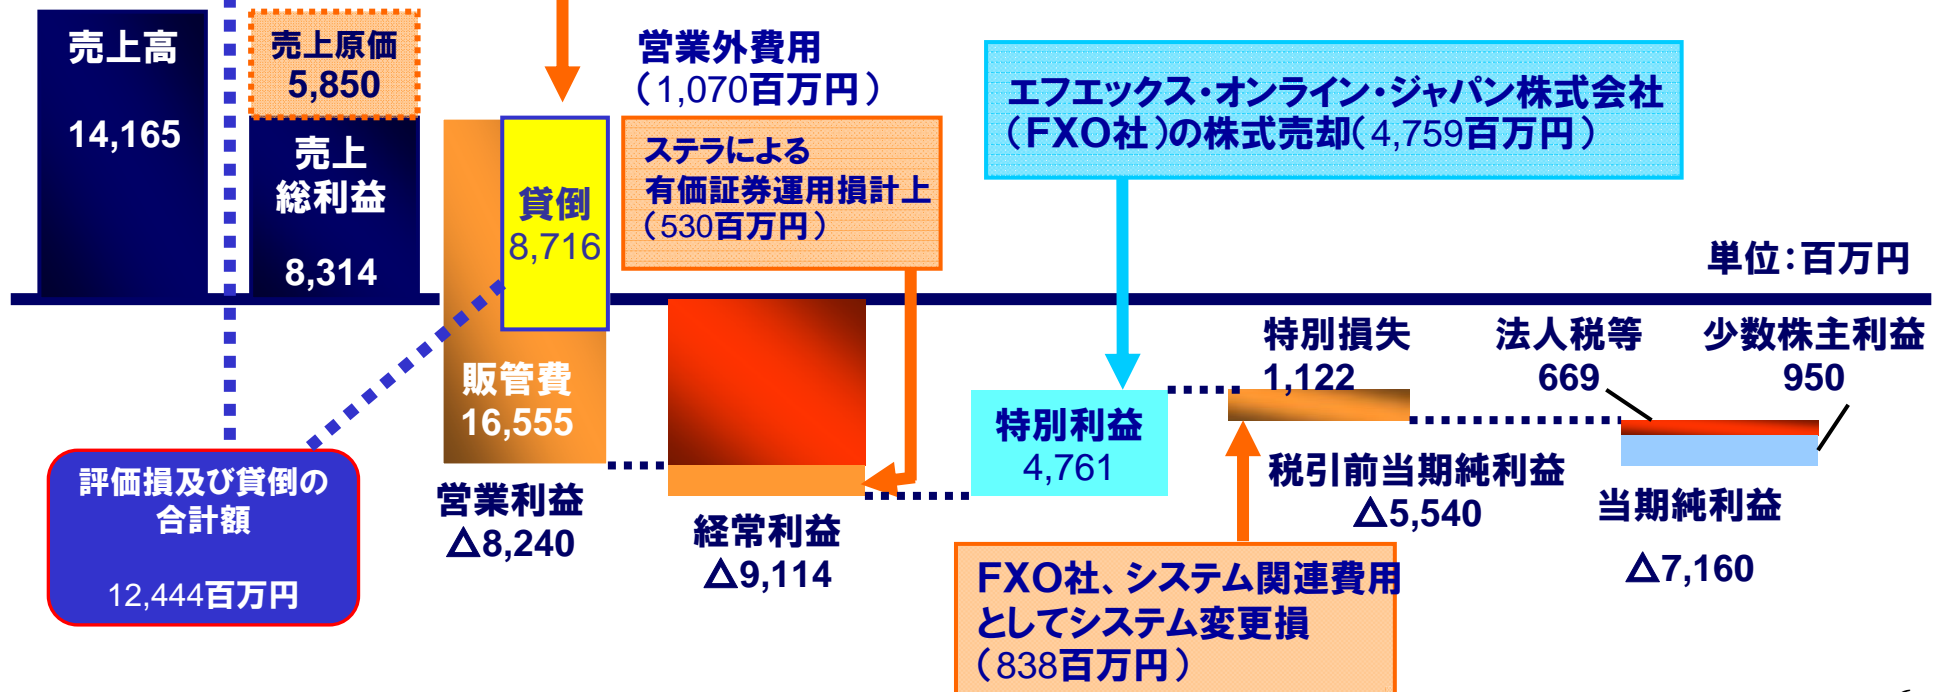 売上高
14,165
売上原価
5,850
売上
総利益
8,314
貸倒
8,716
販管費
16,555
営業外費用
（1,070百万円）
ステラによる
有価証券運用損計上
（530百万円）
エフエックス・オンライン・ジャパン株式会社
（FXO社）の株式売却（4,759百万円）
単位：百万円
評価損及び貸倒の
合計額
12,444百万円
営業利益
△8,240
経常利益
△9,114
特別利益
4,761
特別損失
1,122
税引前当期純利益
△5,540
法人税等
669
少数株主利益
950
当期純利益
△7,160
FXO社、システム関連費用
としてシステム変更損
（838百万円）